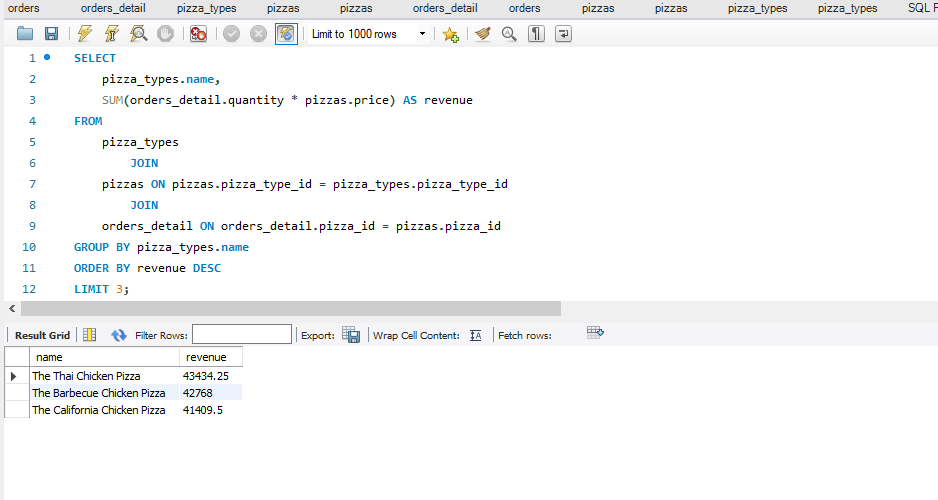 orders orders_detail pizza_types pizzas pizzas orders_detail orders pizzas pizzas pizza_types pizza_types SQL
Limit to 1000 rows
1 SELECT
2 pizza_types.name,
3 SUM(orders_detail.quantity * pizzas.price) AS revenue
4 FROM
5 pizza_types
6 JOIN
7 pizzas ON pizzas.pizza_type_id = pizza_types.pizza_type_id
8 JOIN
9 orders_detail ON orders_detail.pizza_id = pizzas.pizza_id
10 GROUP BY pizza_types.name
11 ORDER BY revenue DESC
12 LIMIT 3;
Result Grid Filter Rows: Export: Wrap Cell Content: Fetch rows:
name revenue
The Thai Chicken Pizza 43434.25
The Barbecue Chicken Pizza 42768
The California Chicken Pizza 41409.5